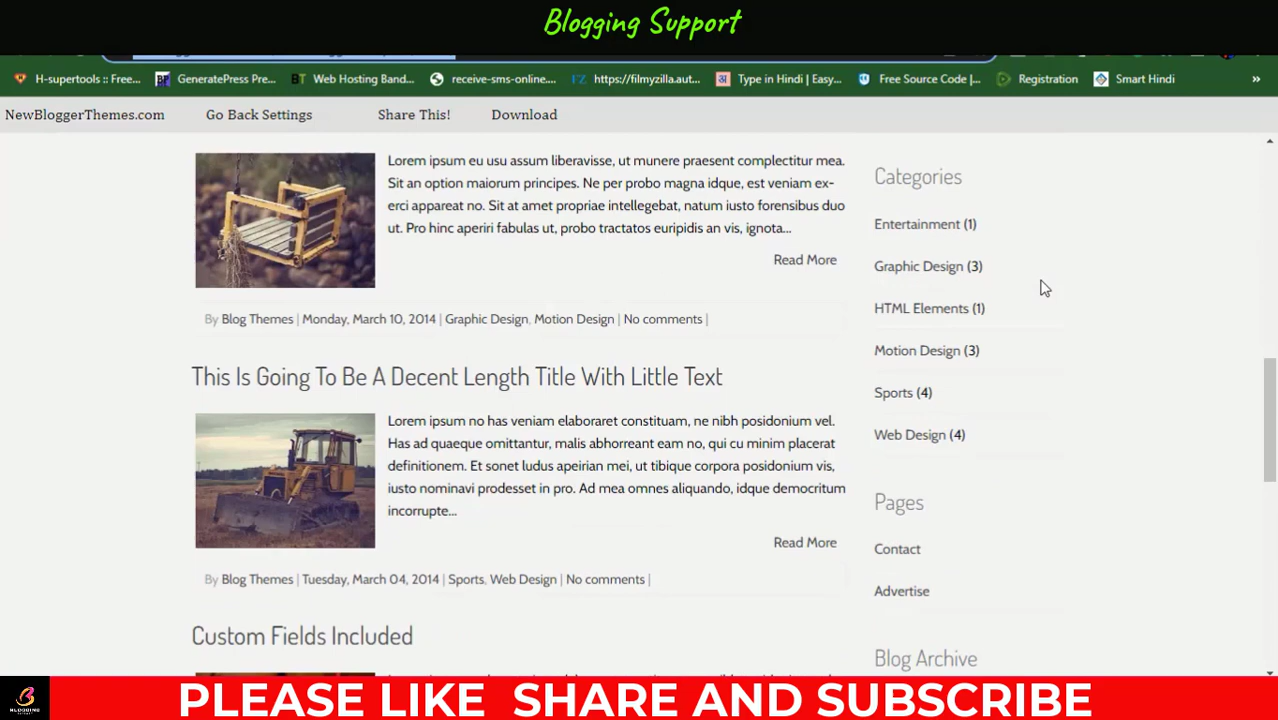 Blogging Support
H-supertools :: Free...
GeneratePress Pre...
Web Hosting Band...
receive-sms-online....
https://filmyzilla.aut...
Type in Hindi | Easy...
Free Source Code |...
Registration
Smart Hindi
»
NewBloggerThemes.com
Go Back Settings
Share This!
Download
Lorem ipsum eu usu assum liberavisse, ut munere praesent complectitur mea.
Sit an option maiorum principes. Ne per probo magna idque, est veniam ex-
erci appareat no. Sit at amet propriae intellegebat, natum iusto forensibus duo
ut. Pro hinc aperiri fabulas ut, probo tractatos euripidis an vis, ignota...
Read More
By Blog Themes | Monday, March 10, 2014 | Graphic Design, Motion Design | No comments |
This Is Going To Be A Decent Length Title With Little Text
Lorem ipsum no has veniam elaboraret constituam, ne nibh posidonium vel.
Has ad quaeque omittantur, malis abhorreant eam no, qui cu minim placerat
definitionem. Et sonet ludus apeirian mei, ut tibique corpora posidonium vis,
iusto nominavi prodesset in pro. Ad mea omnes aliquando, idque democritum
incorrupte...
Read More
By Blog Themes | Tuesday, March 04, 2014 | Sports, Web Design | No comments |
Custom Fields Included
Categories
Entertainment (1)
Graphic Design (3)
HTML Elements (1)
Motion Design (3)
Sports (4)
Web Design (4)
Pages
Contact
Advertise
Blog Archive
PLEASE LIKE SHARE AND SUBSCRIBE